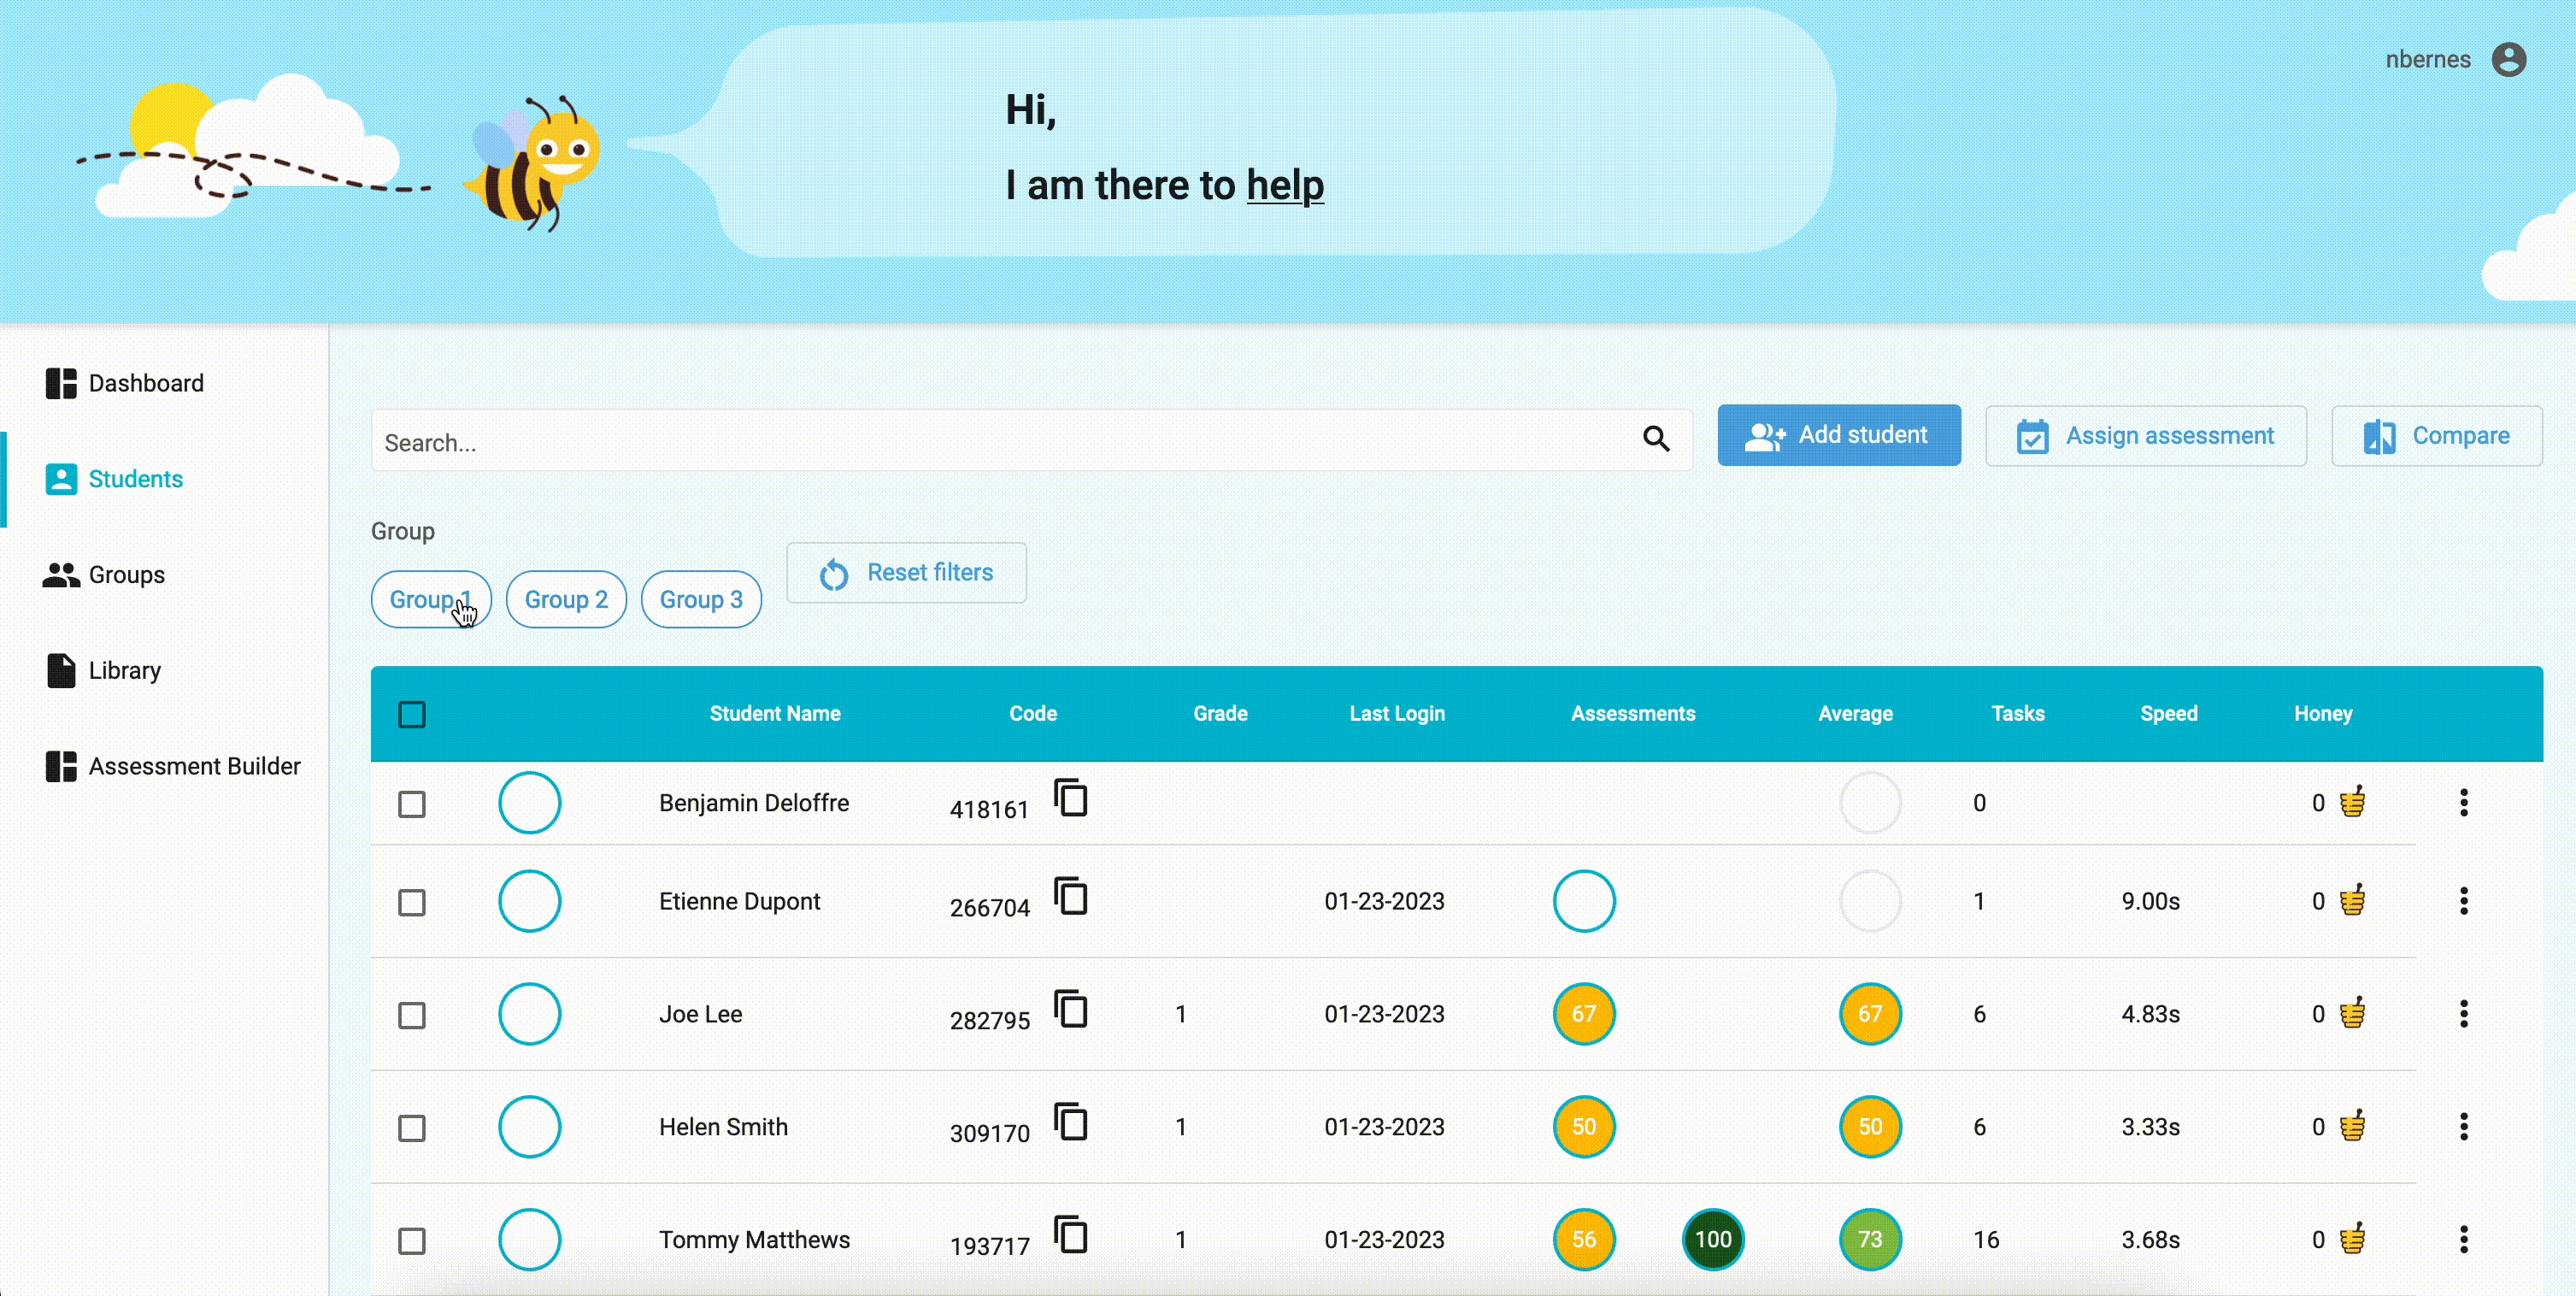 nbernes
Hi,
I am there to help
Dashboard
Students
Groups
Library
Assessment Builder
Search...
Add student
Assign assessment
Compare
Group
Group 1
Group 2
Group 3
Reset filters
Student Name Code Grade Last Login Assessments Average Tasks Speed Honey
Benjamin Deloffre 418161 0 0
Etienne Dupont 266704 01-23-2023 1 9.00s 0
Joe Lee 282795 1 01-23-2023 67 67 6 4.83s 0
Helen Smith 309170 1 01-23-2023 50 50 6 3.33s 0
Tommy Matthews 193717 1 01-23-2023 56 100 73 16 3.68s 0